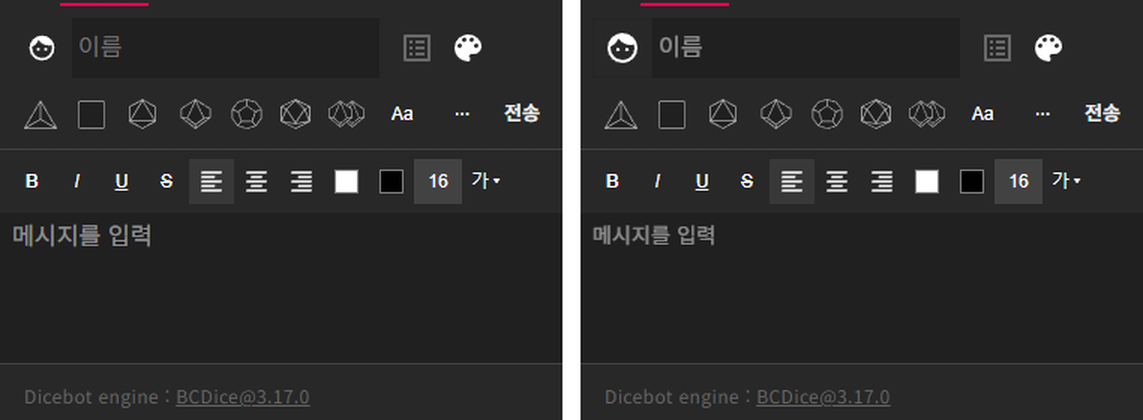 이름
Aa ... 전송
B I U S 16 가
메시지를 입력
Dicebot engine : BCDice@3.17.0
이름
Aa ... 전송
B I U S 16 가
메시지를 입력
Dicebot engine : BCDice@3.17.0